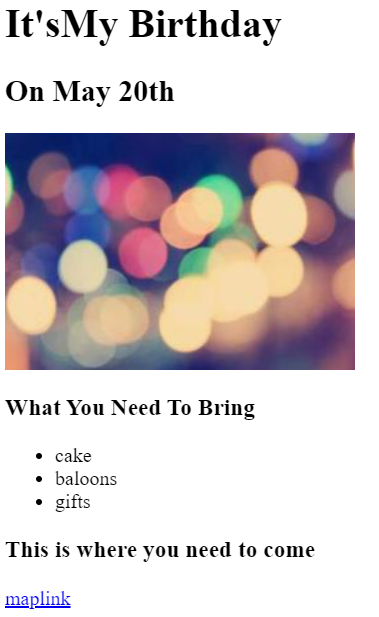 It'sMy Birthday
On May 20th
What You Need To Bring
cake
baloons
gifts
This is where you need to come
maplink